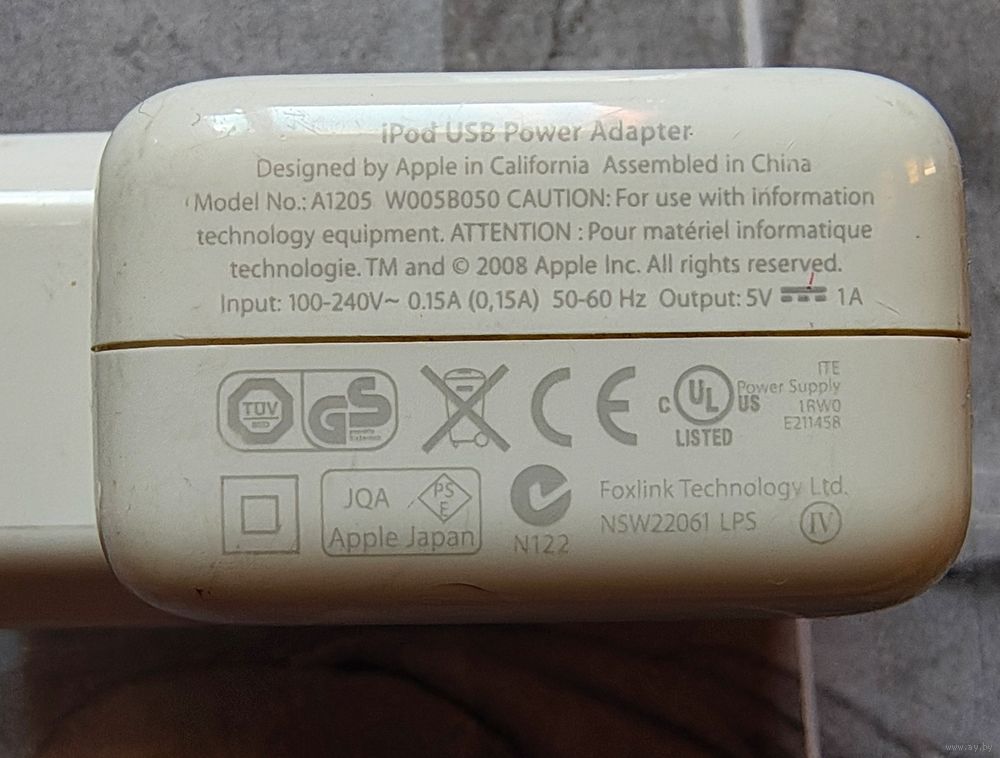 iPod USB Power Adapter
Designed by Apple in California Assembled in China
Model No.: A1205 W005B050 CAUTION: For use with information
technology equipment. ATTENTION : Pour matériel informatique
technologie. TM and © 2008 Apple Inc. All rights reserved.
Input: 100-240V~ 0.15A (0,15A) 50-60 Hz Output: 5V ⎓ 1A
TÜV GS
C UL US
LISTED
ITE
Power Supply
1RW0
E211458
JQA PS
E
Apple Japan
N122
Foxlink Technology Ltd.
NSW22061 LPS IV
CE
www.ay.by